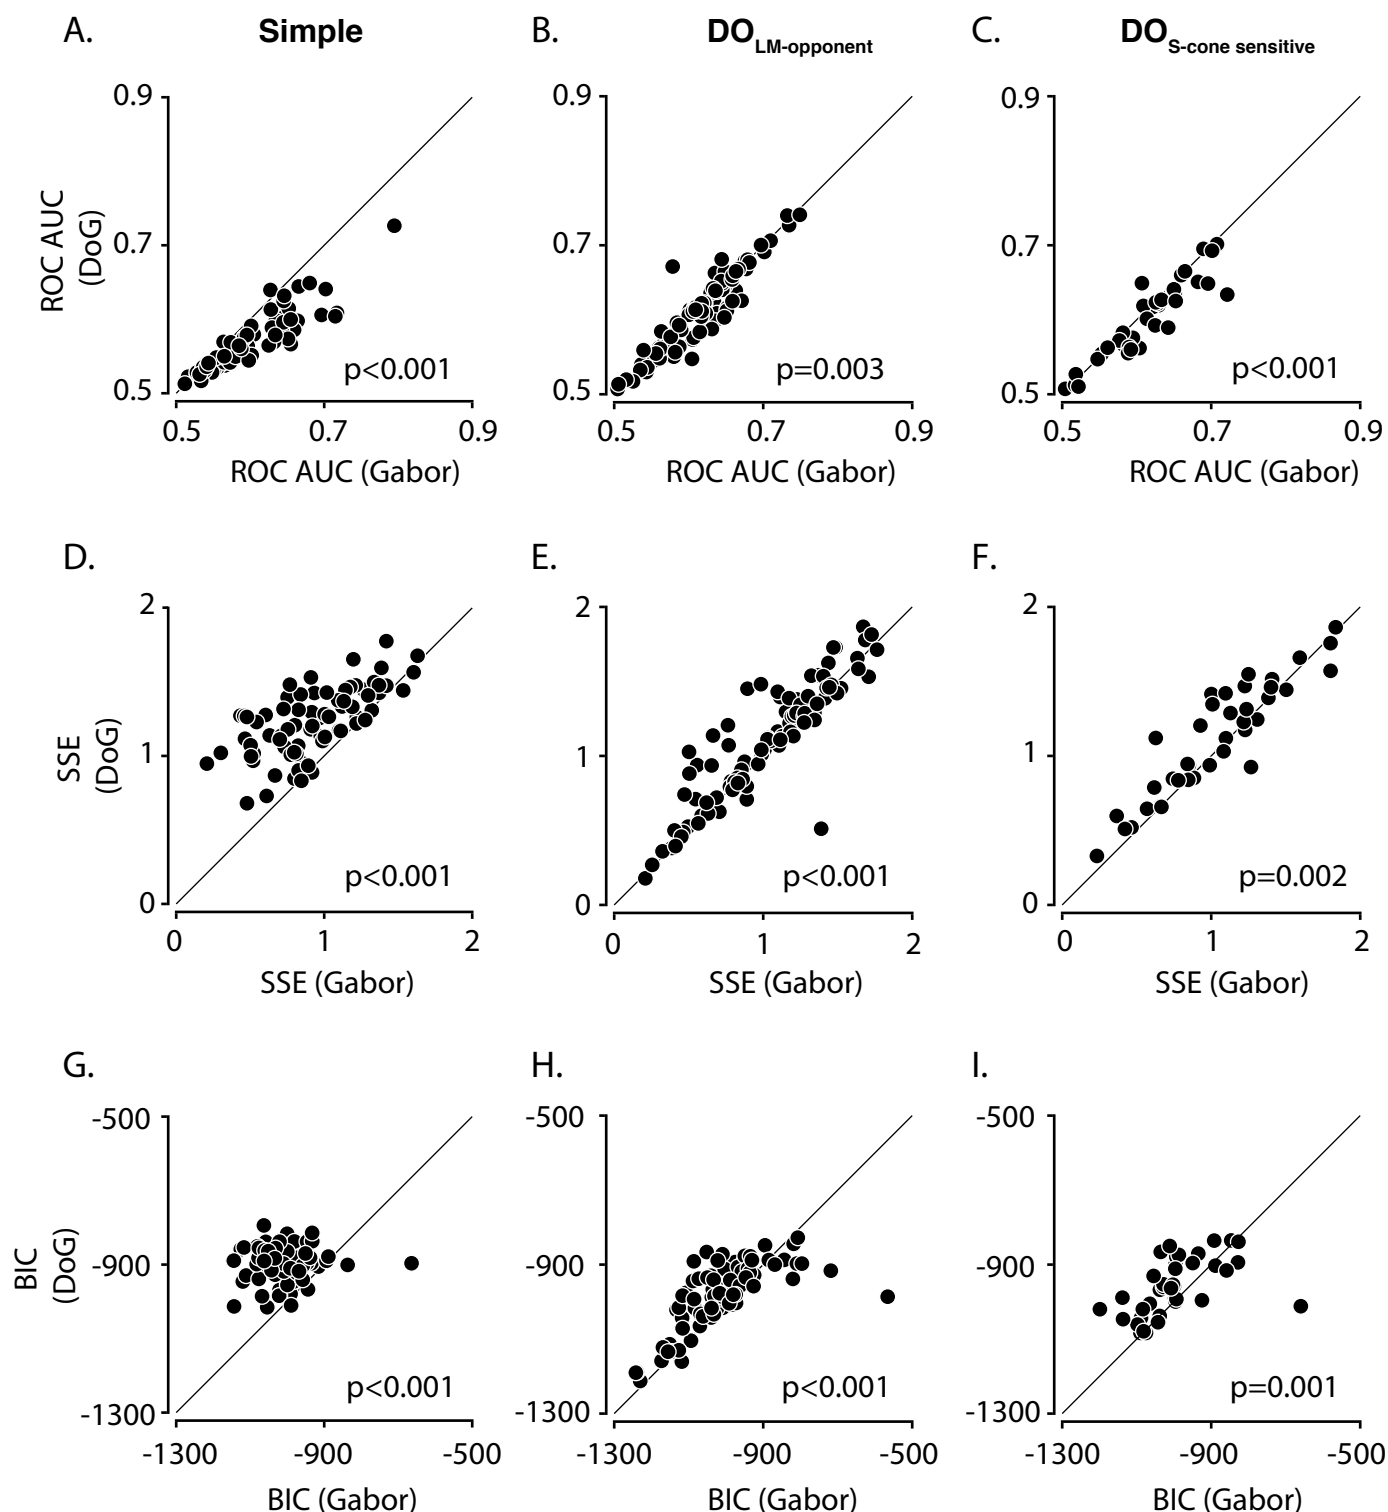 A. Simple
B. DO LM-opponent
C. DO S-cone sensitive
0.9
0.7
0.5
ROC AUC
(DoG)
p<0.001
0.5 0.7 0.9
ROC AUC (Gabor)
0.9
0.7
0.5
p=0.003
0.5 0.7 0.9
ROC AUC (Gabor)
0.9
0.7
0.5
p<0.001
0.5 0.7 0.9
ROC AUC (Gabor)
D.
2
1
0
SSE
(DoG)
p<0.001
0 1 2
SSE (Gabor)
E.
2
1
0
p<0.001
0 1 2
SSE (Gabor)
F.
2
1
0
p=0.002
0 1 2
SSE (Gabor)
G.
-500
-900
-1300
BIC
(DoG)
p<0.001
-1300 -900 -500
BIC (Gabor)
H.
-500
-900
-1300
p<0.001
-1300 -900 -500
BIC (Gabor)
I.
-500
-900
-1300
p=0.001
-1300 -900 -500
BIC (Gabor)